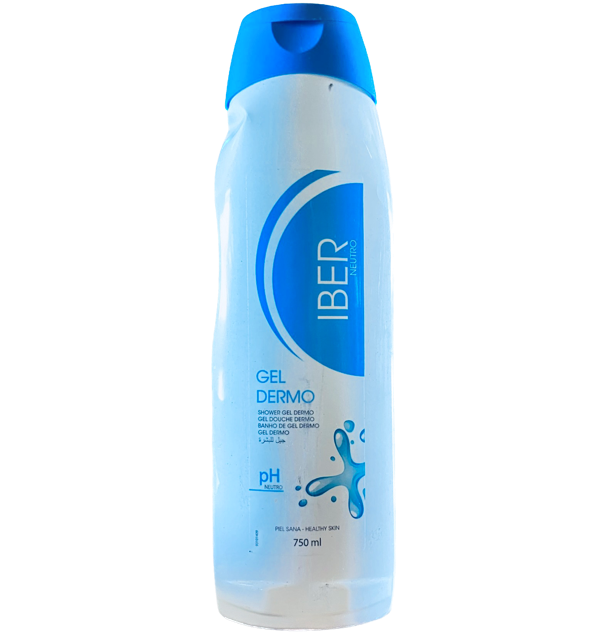 IBER
NEUTRO
GEL
DERMO
SHOWER GEL DERMO
GEL DOUCHE DERMO
BANHO DE GEL DERMO
GEL DERMO
جيل للبشرة
pH
NEUTRO
PIEL SANA - HEALTHY SKIN
750 ml